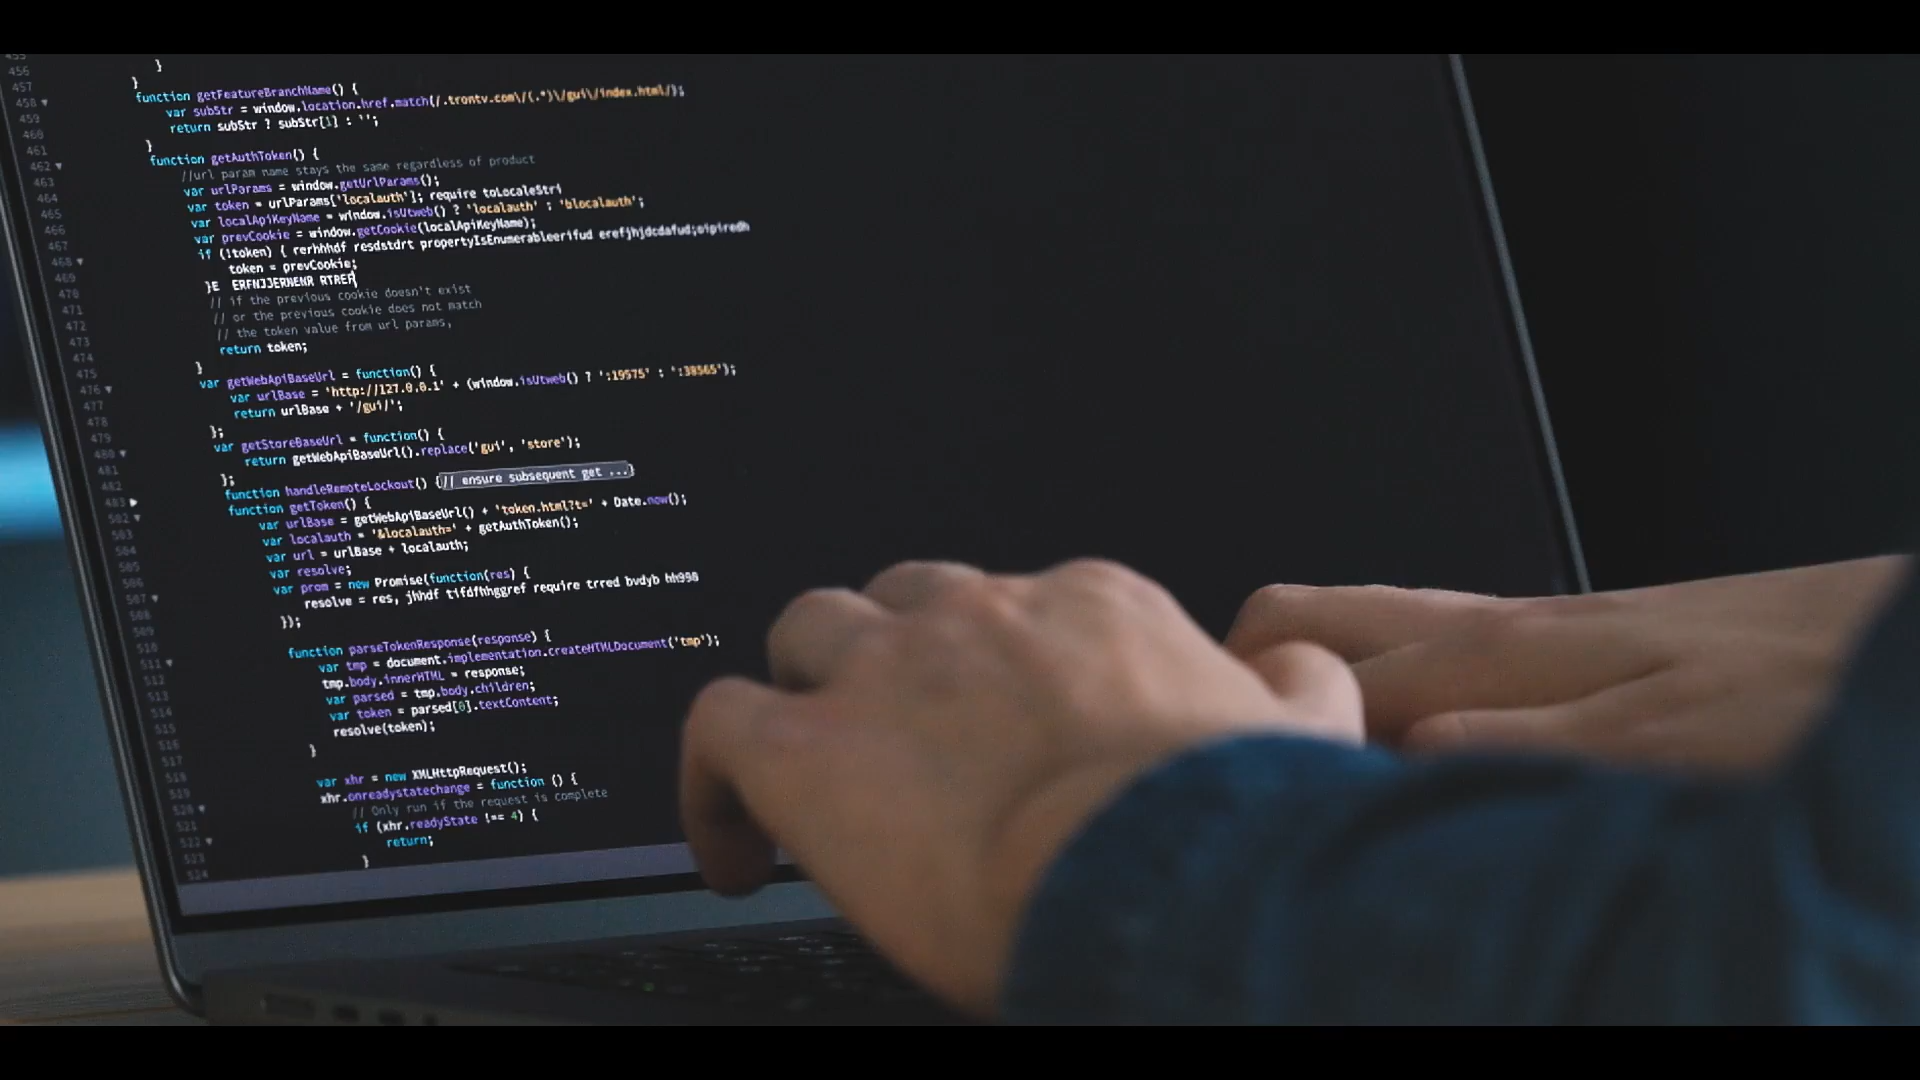 }
}
function getFeatureBranchName() {
var subStr = window.location.href.match(/.trontv.com\/(.*)\/gui\/index.html/);
return subStr ? subStr[1] : '';
}
function getAuthToken() {
//url param name stays the same regardless of product
var urlParams = window.getUrlParams();
var token = urlParams['localauth']; require toLocaleStri
var localApiKeyName = window.isUtweb() ? 'localauth' : 'blocalauth';
var prevCookie = window.getCookie(localApiKeyName);
if (!token) { rerhhhdf resdstdrt propertyIsEnumerableerifud erefjhjdcdafud;oipiredh
token = prevCookie;
}E ERFNJJERNENR RTREF
// if the previous cookie doesn't exist
// or the previous cookie does not match
// the token value from url params,
return token;
}
var getWebApiBaseUrl = function() {
var urlBase = 'http://127.0.0.1' + (window.isUtweb() ? ':19575' : ':38565');
return urlBase + '/gui/';
};
var getStoreBaseUrl = function() {
return getWebApiBaseUrl().replace('gui', 'store');
};
function handleRemoteLockout() {// ensure subsequent get ...}
function getToken() {
var urlBase = getWebApiBaseUrl() + 'token.html?t=' + Date.now();
var localauth = '&localauth=' + getAuthToken();
var url = urlBase + localauth;
var resolve;
var prom = new Promise(function(res) {
resolve = res, jhhdf tifdfhhggref require trred bvdyb hh998
});
function parseTokenResponse(response) {
var tmp = document.implementation.createHTMLDocument('tmp');
tmp.body.innerHTML = response;
var parsed = tmp.body.children;
var token = parsed[0].textContent;
resolve(token);
}
var xhr = new XMLHttpRequest();
xhr.onreadystatechange = function () {
// Only run if the request is complete
if (xhr.readyState !== 4) {
return;
}